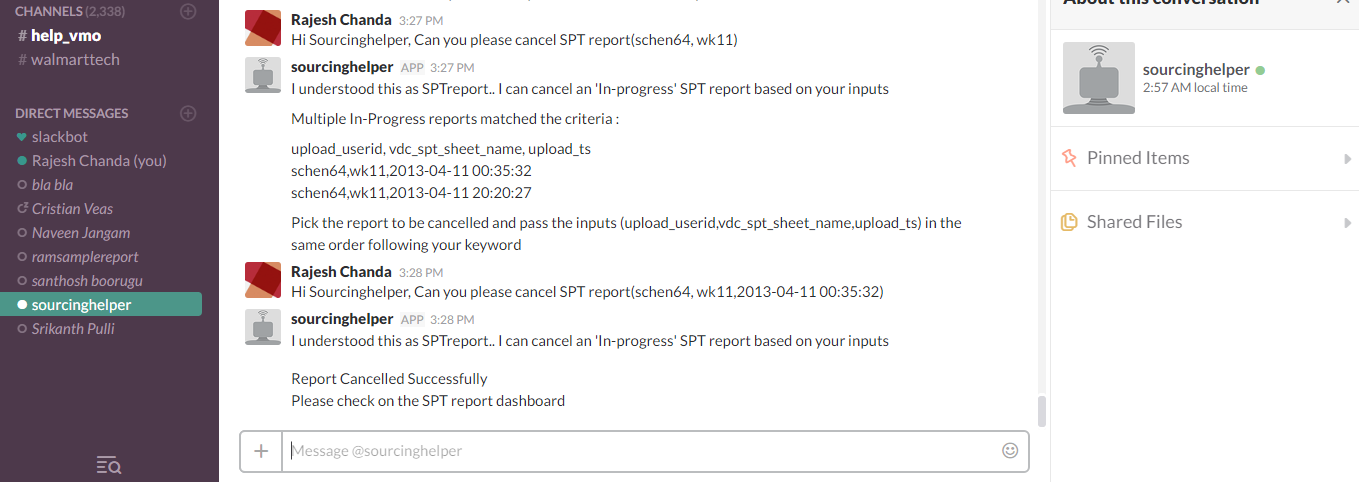 CHANNELS (2,338)
# help_vmo
# walmarttech
DIRECT MESSAGES
slackbot
Rajesh Chanda (you)
bla bla
Cristian Veas
Naveen Jangam
ramsamplereport
santhosh boorugu
sourcinghelper
Srikanth Pulli
Rajesh Chanda 3:27 PM
Hi Sourcinghelper, Can you please cancel SPT report(schen64, wk11)
sourcinghelper APP 3:27 PM
I understood this as SPTreport.. I can cancel an 'In-progress' SPT report based on your inputs
Multiple In-Progress reports matched the criteria :
upload_userid, vdc_spt_sheet_name, upload_ts
schen64,wk11,2013-04-11 00:35:32
schen64,wk11,2013-04-11 20:20:27
Pick the report to be cancelled and pass the inputs (upload_userid,vdc_spt_sheet_name,upload_ts) in the
same order following your keyword
Rajesh Chanda 3:28 PM
Hi Sourcinghelper, Can you please cancel SPT report(schen64, wk11,2013-04-11 00:35:32)
sourcinghelper APP 3:28 PM
I understood this as SPTreport.. I can cancel an 'In-progress' SPT report based on your inputs
Report Cancelled Successfully
Please check on the SPT report dashboard
Message @sourcinghelper
About this conversation
sourcinghelper
2:57 AM local time
Pinned Items
Shared Files